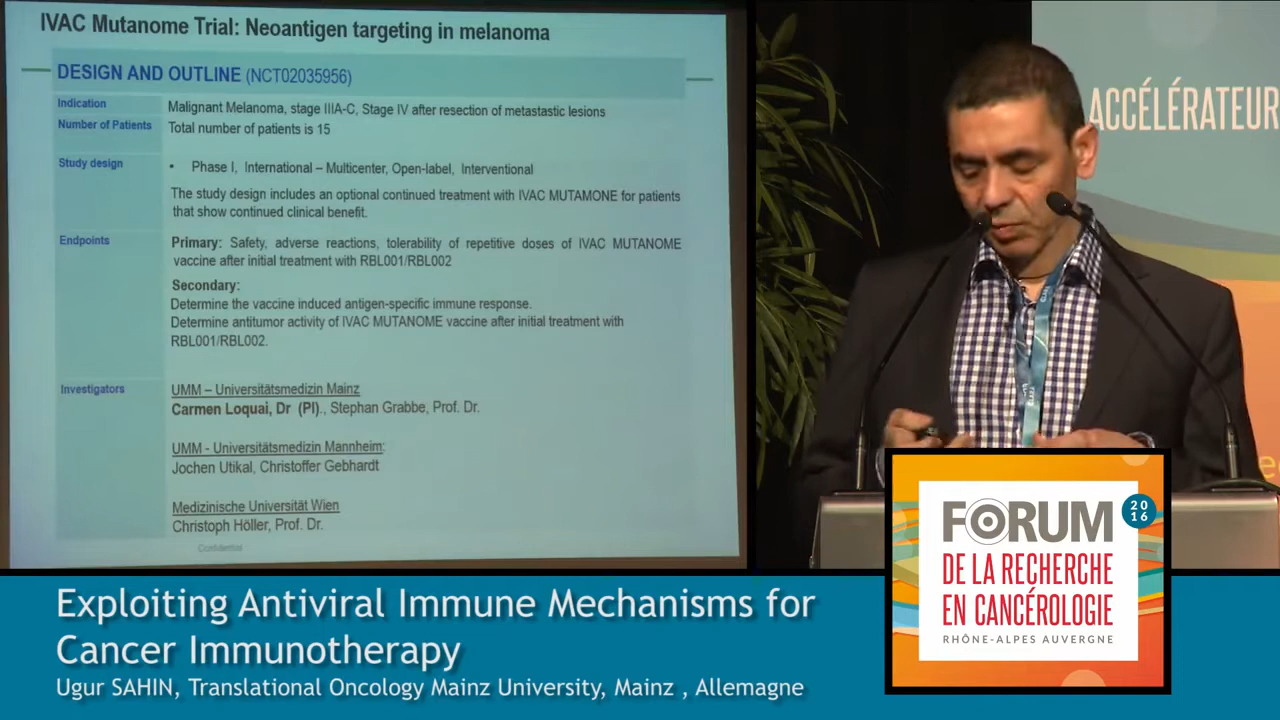 IVAC Mutanome Trial: Neoantigen targeting in melanoma
DESIGN AND OUTLINE (NCT02035956)
Indication
Malignant Melanoma, stage IIIA-C, Stage IV after resection of metastastic lesions
Number of Patients
Total number of patients is 15
Study design
• Phase I, International – Multicenter, Open-label, Interventional
The study design includes an optional continued treatment with IVAC MUTAMONE for patients
that show continued clinical benefit.
Endpoints
Primary: Safety, adverse reactions, tolerability of repetitive doses of IVAC MUTANOME
vaccine after initial treatment with RBL001/RBL002
Secondary:
Determine the vaccine induced antigen-specific immune response.
Determine antitumor activity of IVAC MUTANOME vaccine after initial treatment with
RBL001/RBL002.
Investigators
UMM – Universitätsmedizin Mainz
Carmen Loquai, Dr (PI)., Stephan Grabbe, Prof. Dr.
UMM - Universitätsmedizin Mannheim:
Jochen Utikal, Christoffer Gebhardt
Medizinische Universität Wien
Christoph Höller, Prof. Dr.
Confidential
ACCÉLÉRATEUR
FORUM
20
16
DE LA RECHERCHE
EN CANCÉROLOGIE
RHÔNE-ALPES AUVERGNE
Exploiting Antiviral Immune Mechanisms for
Cancer Immunotherapy
Ugur SAHIN, Translational Oncology Mainz University, Mainz , Allemagne